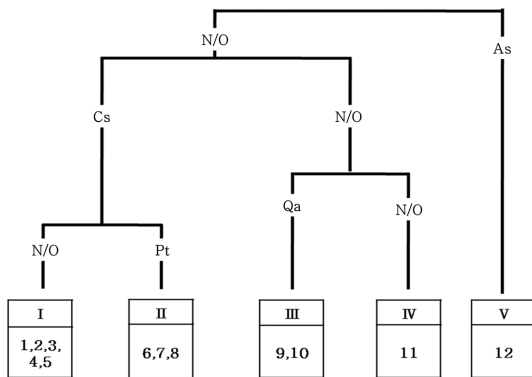 N/O
As
Cs
N/O
Qa
N/O
N/O
Pt
I
II
III
IV
V
1,2,3,
4,5
6,7,8
9,10
11
12